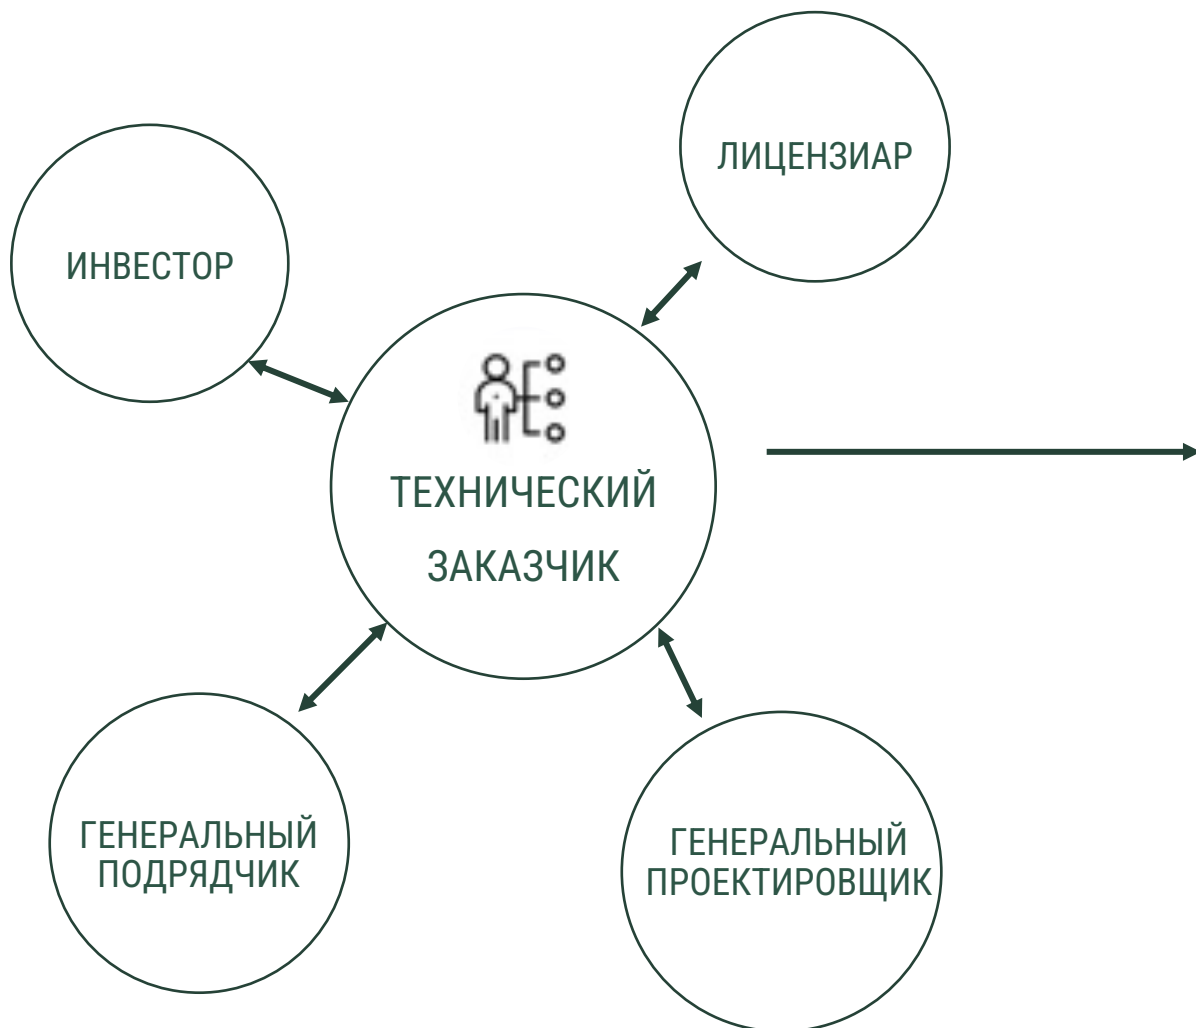 ЛИЦЕНЗИАР
ИНВЕСТОР
ТЕХНИЧЕСКИЙ
ЗАКАЗЧИК
ГЕНЕРАЛЬНЫЙ
ПОДРЯДЧИК
ГЕНЕРАЛЬНЫЙ
ПРОЕКТИРОВЩИК